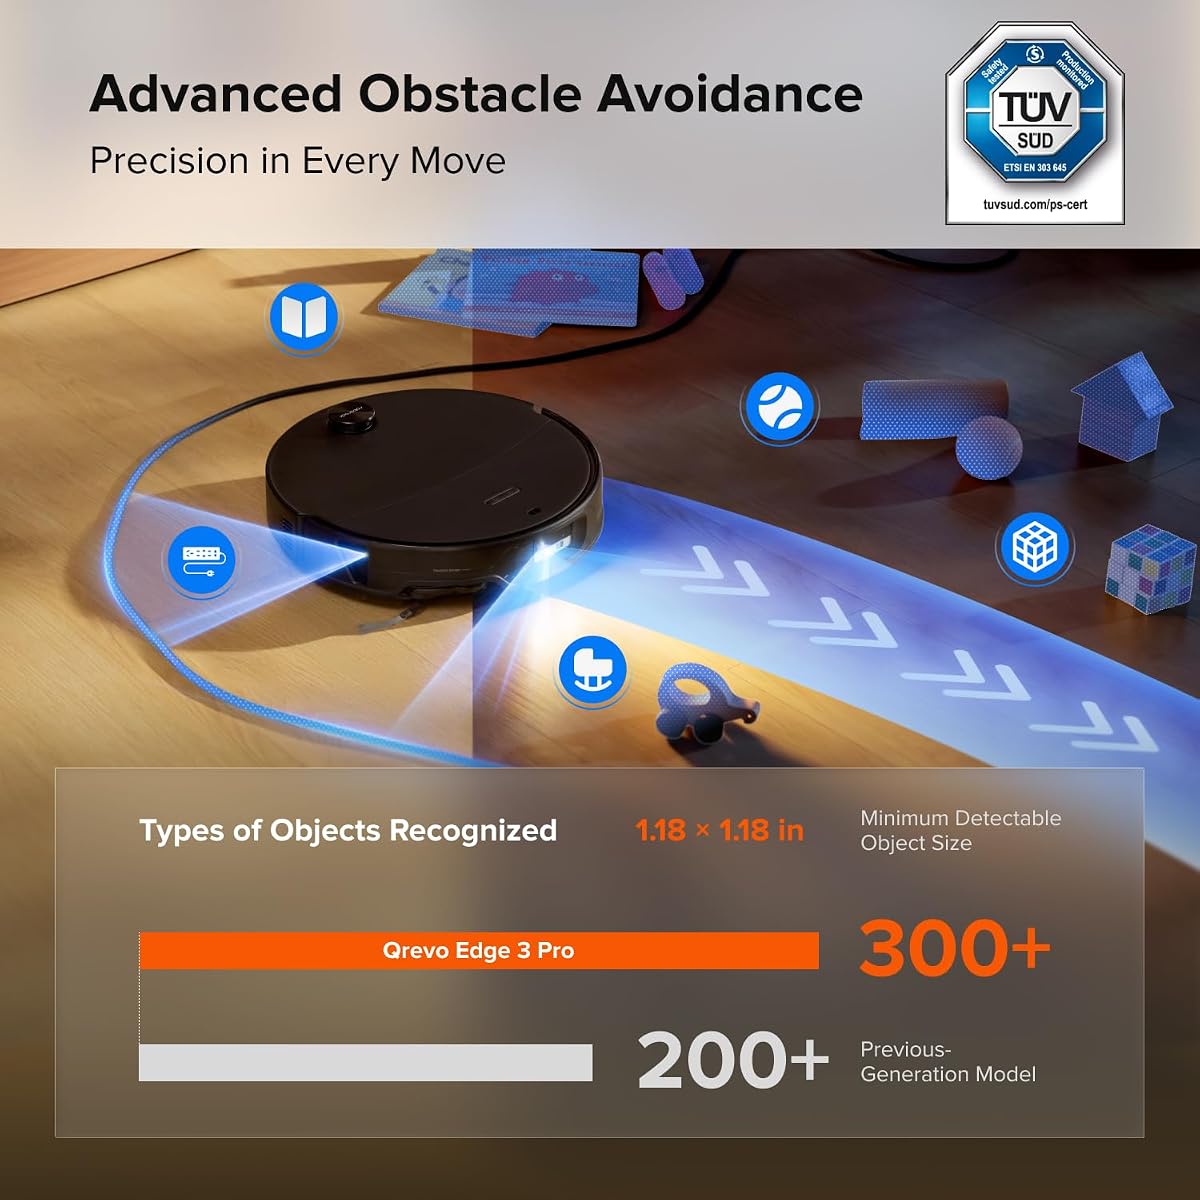 Advanced Obstacle Avoidance
Precision in Every Move
Safety tested
Production monitored
TÜV
SÜD
ETSI EN 303 645
tuvsud.com/ps-cert
Types of Objects Recognized
1.18 × 1.18 in
Minimum Detectable
Object Size
Qrevo Edge 3 Pro
300+
200+
Previous-
Generation Model